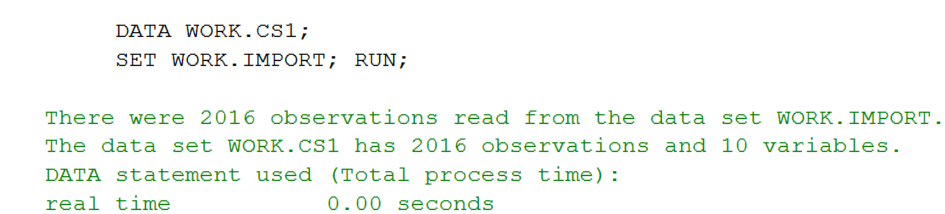 DATA WORK.CS1;
SET WORK.IMPORT; RUN;
There were 2016 observations read from the data set WORK.IMPORT.
The data set WORK.CS1 has 2016 observations and 10 variables.
DATA statement used (Total process time):
real time 0.00 seconds